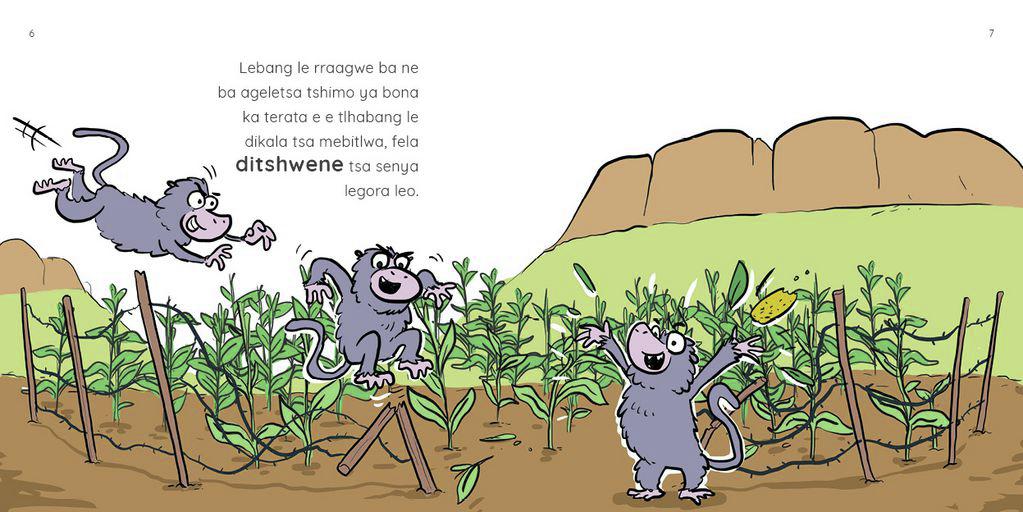 6
7
Lebang le rraagwe ba ne
ba ageletsa tshimo ya bona
ka terata e e tlhabang le
dikala tsa mebitlwa, fela
ditshwene tsa senya
legora leo.